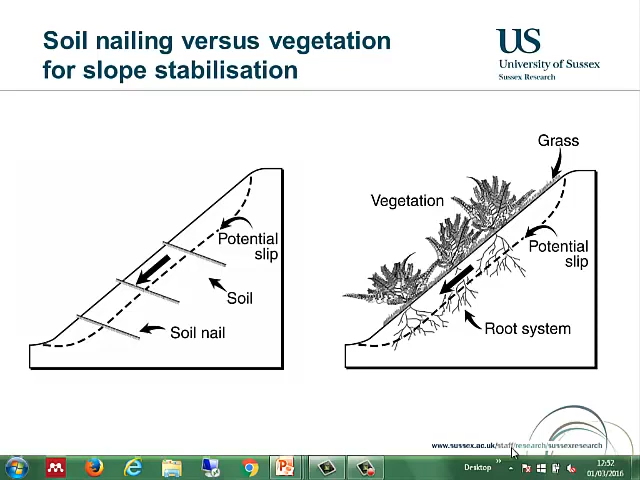 Soil nailing versus vegetation
for slope stabilisation
US
University of Sussex
Sussex Research
Grass
Vegetation
Potential
slip
Soil
Soil nail
Potential
slip
Root system
www.sussex.ac.uk/staff/research/sussexresearch
Desktop
12:52
01/03/2016